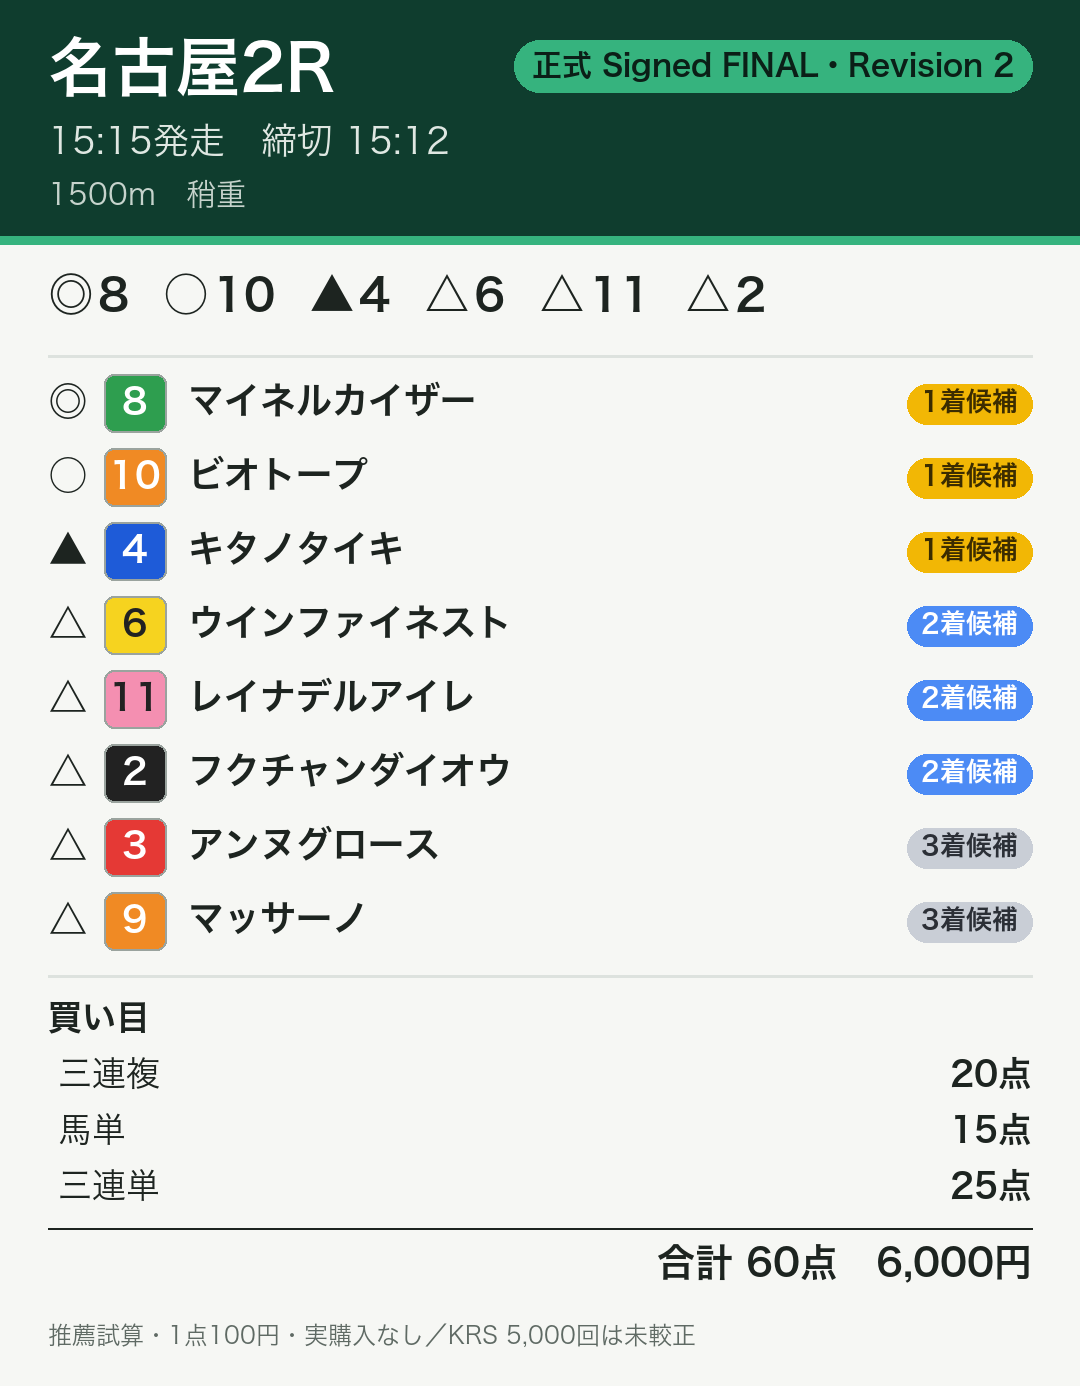 名古屋2R
正式 Signed FINAL・Revision 2
15:15発走　締切 15:12
1500m　稍重
◎8 ○10 ▲4 △6 △11 △2
◎ 8 マイネルカイザー 1着候補
○ 10 ビオトープ 1着候補
▲ 4 キタノタイキ 1着候補
△ 6 ウインファイネスト 2着候補
△ 11 レイナデルアイレ 2着候補
△ 2 フクチャンダイオウ 2着候補
△ 3 アンヌグロース 3着候補
△ 9 マッサーノ 3着候補
買い目
三連複 20点
馬単 15点
三連単 25点
合計 60点　6,000円
推薦試算・1点100円・実購入なし／KRS 5,000回は未較正